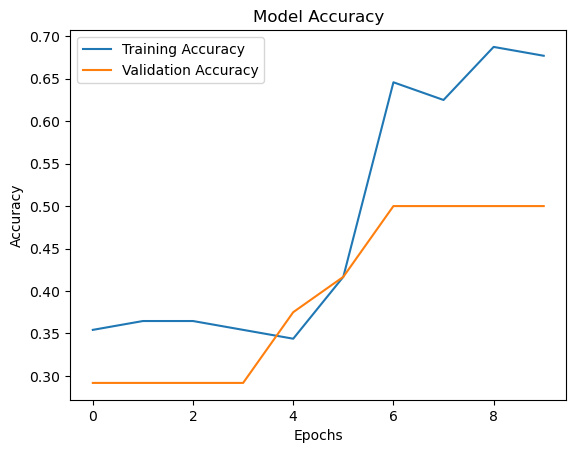 Model Accuracy
Training Accuracy
Validation Accuracy
0.70
0.65
0.60
0.55
0.50
0.45
0.40
0.35
0.30
Accuracy
0 2 4 6 8
Epochs